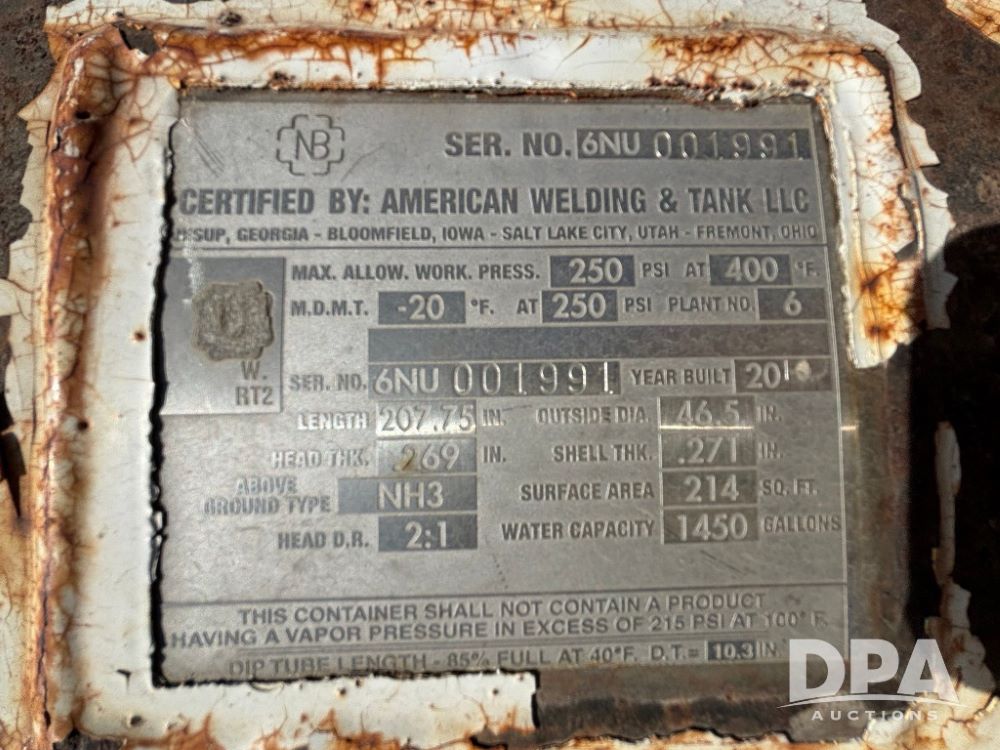 NB
SER. NO. 6NU 001991
CERTIFIED BY: AMERICAN WELDING & TANK LLC
SUP, GEORGIA - BLOOMFIELD, IOWA - SALT LAKE CITY, UTAH - FREMONT, OHIO
MAX. ALLOW. WORK. PRESS. 250 PSI AT 400 °F.
M.D.M.T. -20 °F. AT 250 PSI PLANT NO. 6
W.
RT2
SER. NO. 6NU 001991 YEAR BUILT
LENGTH 207.75 IN. OUTSIDE DIA. 46.5 IN.
HEAD THK. .269 IN. SHELL THK. .271 IN.
ABOVE GROUND TYPE NH3 SURFACE AREA 214 SQ. FT.
HEAD D.R. 2:1 WATER CAPACITY 1450 GALLONS
THIS CONTAINER SHALL NOT CONTAIN A PRODUCT
HAVING A VAPOR PRESSURE IN EXCESS OF 215 PSI AT 100° F.
DIP TUBE LENGTH - 85% FULL AT 40°F. D.T.= 10.3 IN.
DPA
AUCTIONS